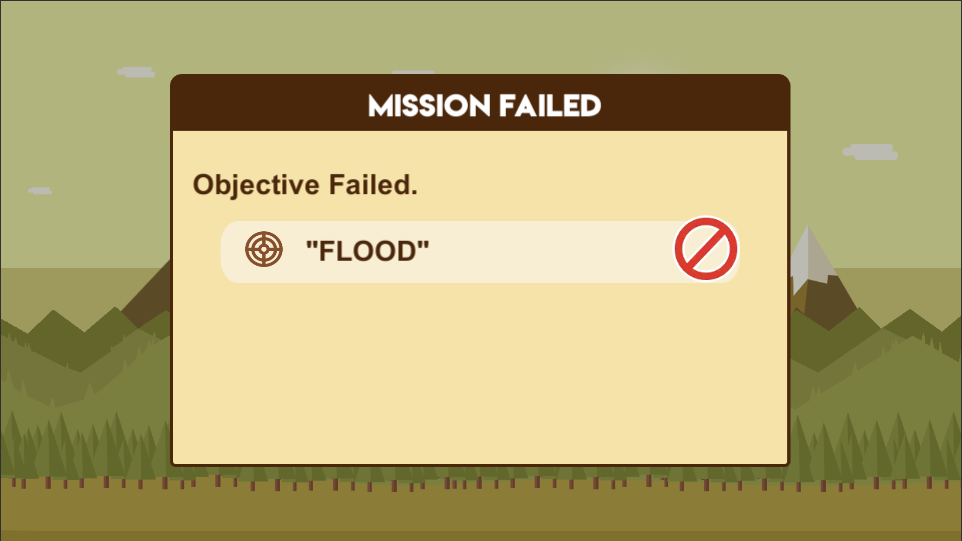 MISSION FAILED
Objective Failed.
"FLOOD"